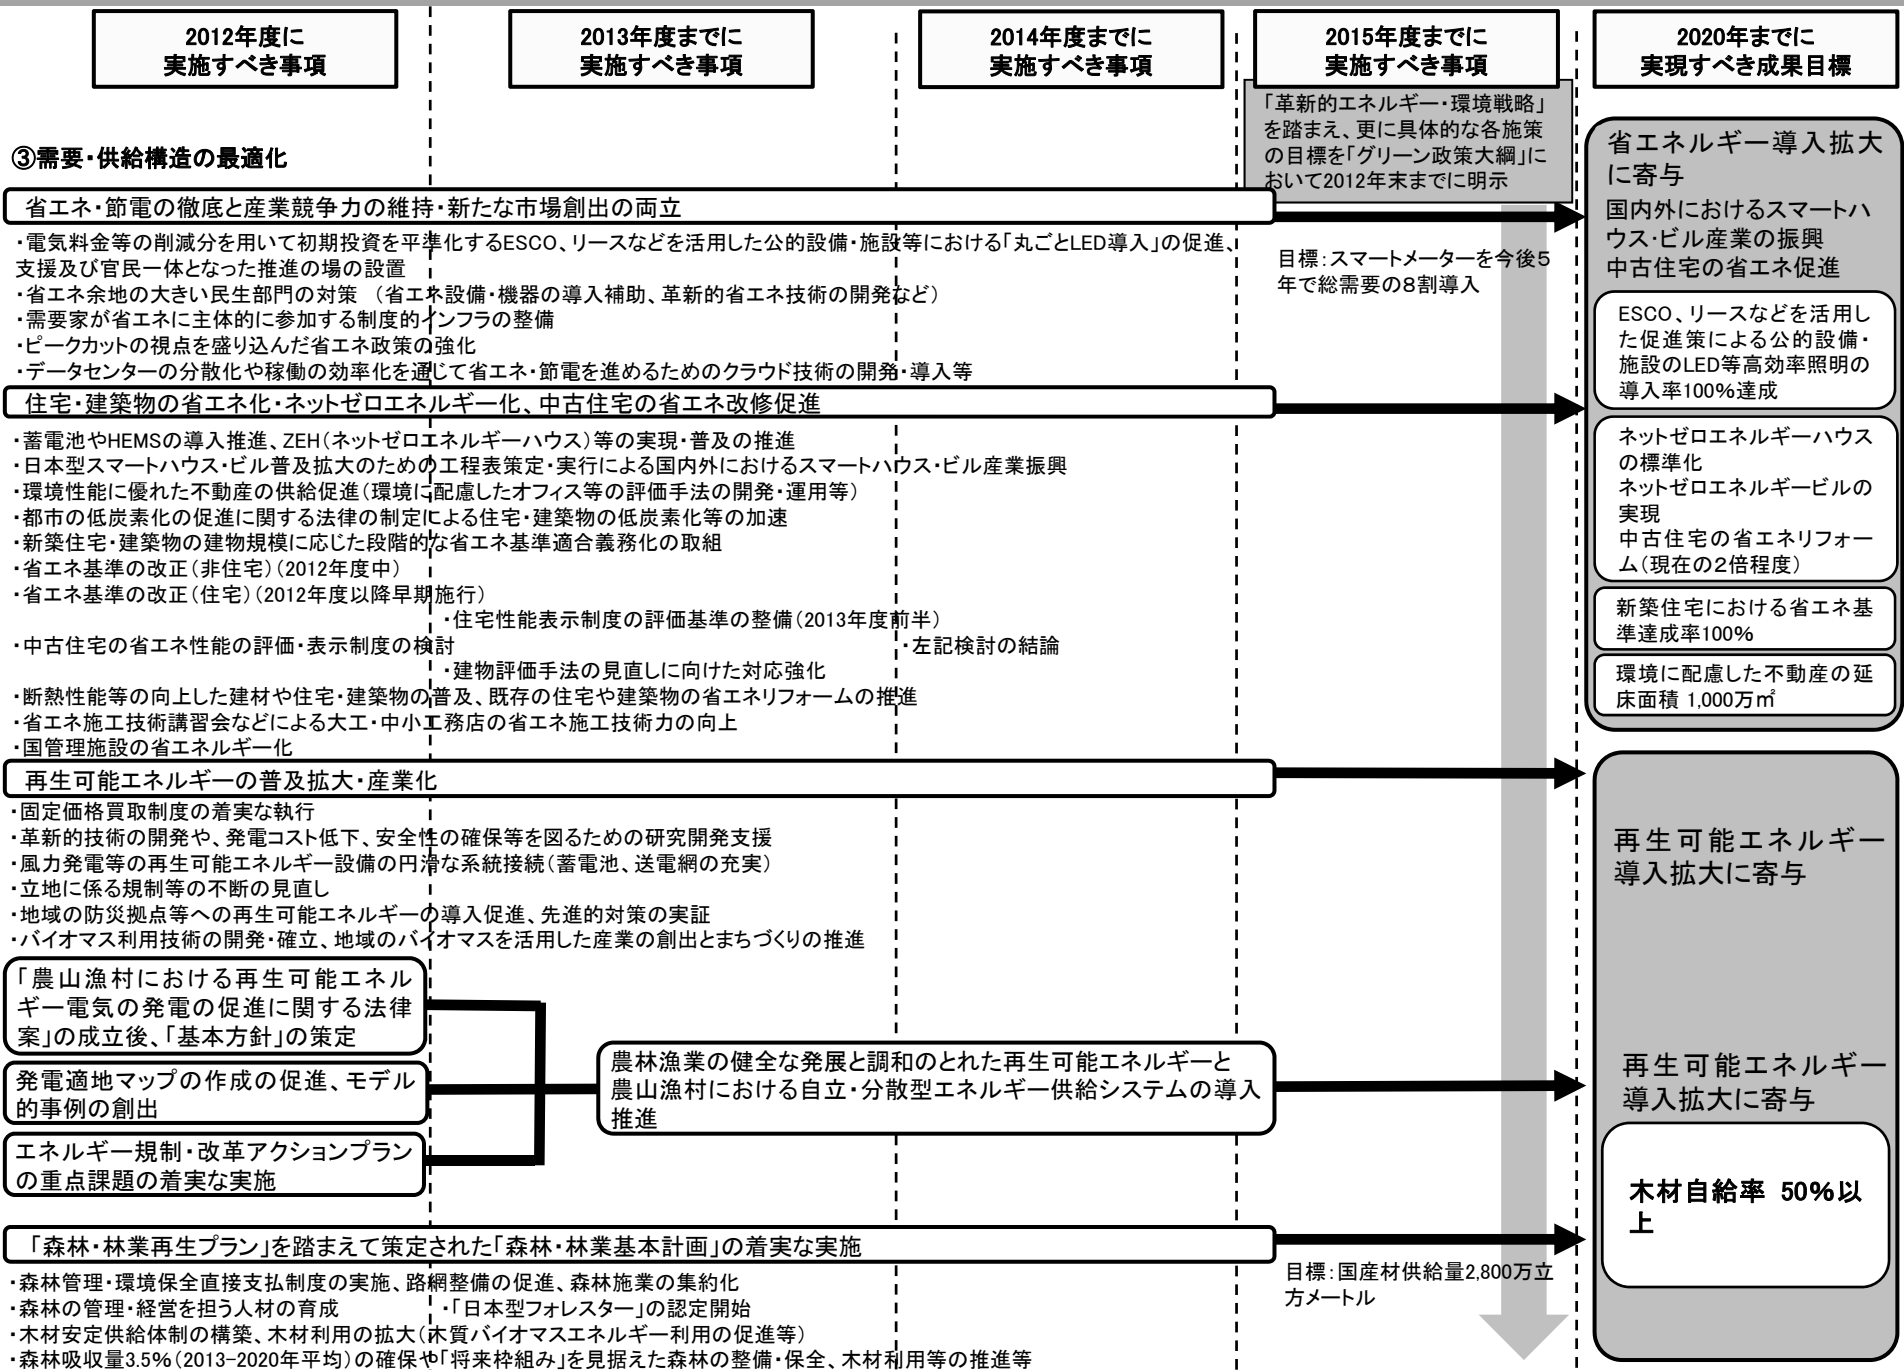 2012年度に
実施すべき事項
2013年度までに
実施すべき事項
2014年度までに
実施すべき事項
2015年度までに
実施すべき事項
2020年までに
実現すべき成果目標
「革新的エネルギー・環境戦略」
を踏まえ、更に具体的な各施策
の目標を「グリーン政策大綱」に
おいて2012年末までに明示
③需要・供給構造の最適化
省エネ・節電の徹底と産業競争力の維持・新たな市場創出の両立
・電気料金等の削減分を用いて初期投資を平準化するESCO、リースなどを活用した公的設備・施設等における「丸ごとLED導入」の促進、
支援及び官民一体となった推進の場の設置
・省エネ余地の大きい民生部門の対策 (省エネ設備・機器の導入補助、革新的省エネ技術の開発など)
・需要家が省エネに主体的に参加する制度的インフラの整備
・ピークカットの視点を盛り込んだ省エネ政策の強化
・データセンターの分散化や稼働の効率化を通じて省エネ・節電を進めるためのクラウド技術の開発・導入等
目標：スマートメーターを今後5
年で総需要の8割導入
住宅・建築物の省エネ化・ネットゼロエネルギー化、中古住宅の省エネ改修促進
・蓄電池やHEMSの導入推進、ZEH(ネットゼロエネルギーハウス)等の実現・普及の推進
・日本型スマートハウス・ビル普及拡大のための工程表策定・実行による国内外におけるスマートハウス・ビル産業振興
・環境性能に優れた不動産の供給促進(環境に配慮したオフィス等の評価手法の開発・運用等)
・都市の低炭素化の促進に関する法律の制定による住宅・建築物の低炭素化等の加速
・新築住宅・建築物の建物規模に応じた段階的な省エネ基準適合義務化の取組
・省エネ基準の改正(非住宅)(2012年度中)
・省エネ基準の改正(住宅)(2012年度以降早期施行)
・住宅性能表示制度の評価基準の整備(2013年度前半)
・中古住宅の省エネ性能の評価・表示制度の検討
・左記検討の結論
・建物評価手法の見直しに向けた対応強化
・断熱性能等の向上した建材や住宅・建築物の普及、既存の住宅や建築物の省エネリフォームの推進
・省エネ施工技術講習会などによる大工・中小工務店の省エネ施工技術力の向上
・国管理施設の省エネルギー化
省エネルギー導入拡大
に寄与
国内外におけるスマートハ
ウス・ビル産業の振興
中古住宅の省エネ促進
ESCO、リースなどを活用し
た促進策による公的設備・
施設のLED等高効率照明の
導入率100%達成
ネットゼロエネルギーハウス
の標準化
ネットゼロエネルギービルの
実現
中古住宅の省エネリフォー
ム(現在の2倍程度)
新築住宅における省エネ基
準達成率100%
環境に配慮した不動産の延
床面積 1,000万㎡
再生可能エネルギーの普及拡大・産業化
・固定価格買取制度の着実な執行
・革新的技術の開発や、発電コスト低下、安全性の確保等を図るための研究開発支援
・風力発電等の再生可能エネルギー設備の円滑な系統接続(蓄電池、送電網の充実)
・立地に係る規制等の不断の見直し
・地域の防災拠点等への再生可能エネルギーの導入促進、先進的対策の実証
・バイオマス利用技術の開発・確立、地域のバイオマスを活用した産業の創出とまちづくりの推進
再生可能エネルギー
導入拡大に寄与
「農山漁村における再生可能エネル
ギー電気の発電の促進に関する法律
案」の成立後、「基本方針」の策定
発電適地マップの作成の促進、モデル
的事例の創出
エネルギー規制・改革アクションプラン
の重点課題の着実な実施
農林漁業の健全な発展と調和のとれた再生可能エネルギーと
農山漁村における自立・分散型エネルギー供給システムの導入
推進
再生可能エネルギー
導入拡大に寄与
木材自給率 50%以
上
「森林・林業再生プラン」を踏まえて策定された「森林・林業基本計画」の着実な実施
・森林管理・環境保全直接支払制度の実施、路網整備の促進、森林施業の集約化
・森林の管理・経営を担う人材の育成
・「日本型フォレスター」の認定開始
・木材安定供給体制の構築、木材利用の拡大(木質バイオマスエネルギー利用の促進等)
・森林吸収量3.5%(2013-2020年平均)の確保や「将来枠組み」を見据えた森林の整備・保全、木材利用等の推進等
目標：国産材供給量2,800万立
方メートル